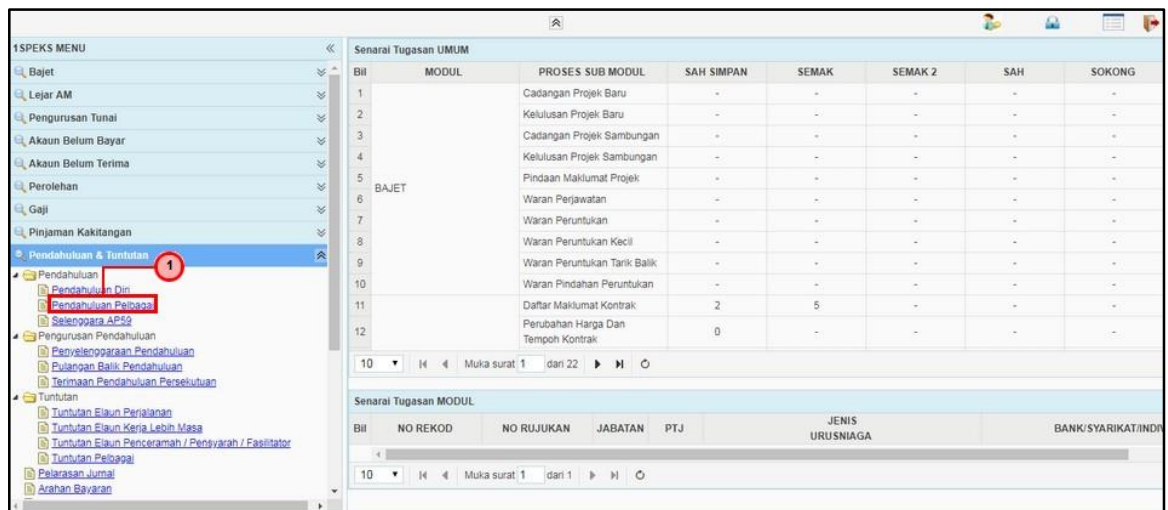 1SPEKS MENU
Bajet
Lejar AM
Pengurusan Tunai
Akaun Belum Bayar
Akaun Belum Terima
Perolehan
Gaji
Pinjaman Kakitangan
Pendahuluan & Tuntutan
1
Pendahuluan
Pendahuluan Diri
Pendahuluan Pelbagai
Selenggara AP59
Pengurusan Pendahuluan
Penyelenggaraan Pendahuluan
Pulangan Balik Pendahuluan
Terimaan Pendahuluan Persekutuan
Tuntutan
Tuntutan Elaun Perjalanan
Tuntutan Elaun Kerja Lebih Masa
Tuntutan Elaun Penceramah / Pensyarah / Fasilitator
Tuntutan Pelbagai
Pelarasan Jurnal
Arahan Bayaran
Senarai Tugasan UMUM
Bil MODUL PROSES SUB MODUL SAH SIMPAN SEMAK SEMAK 2 SAH SOKONG
1 Cadangan Projek Baru - - - - -
2 Kelulusan Projek Baru - - - - -
3 Cadangan Projek Sambungan - - - - -
4 Kelulusan Projek Sambungan - - - - -
5 Pindaan Maklumat Projek - - - - -
BAJET
6 Waran Perjawatan - - - - -
7 Waran Peruntukan - - - - -
8 Waran Peruntukan Kecil - - - - -
9 Waran Peruntukan Tarik Balik - - - - -
10 Waran Pindahan Peruntukan - - - - -
11 Daftar Maklumat Kontrak 2 5 - - -
12 Perubahan Harga Dan
Tempoh Kontrak 0 - - - -
10 Muka surat 1 dari 22
Senarai Tugasan MODUL
Bil NO REKOD NO RUJUKAN JABATAN PTJ JENIS
URUSNIAGA BANK/SYARIKAT/INDIV
10 Muka surat 1 dari 1